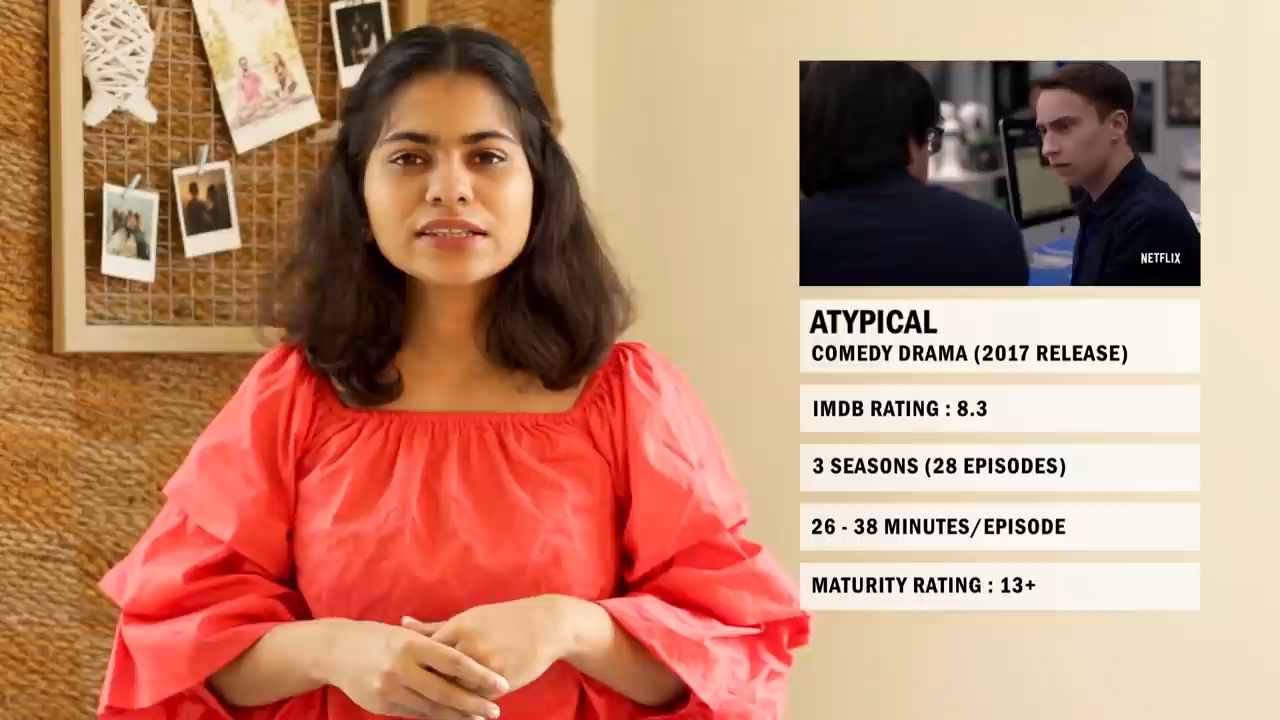 NETFLIX
ATYPICAL
COMEDY DRAMA (2017 RELEASE)
IMDB RATING : 8.3
3 SEASONS (28 EPISODES)
26 - 38 MINUTES/EPISODE
MATURITY RATING : 13+